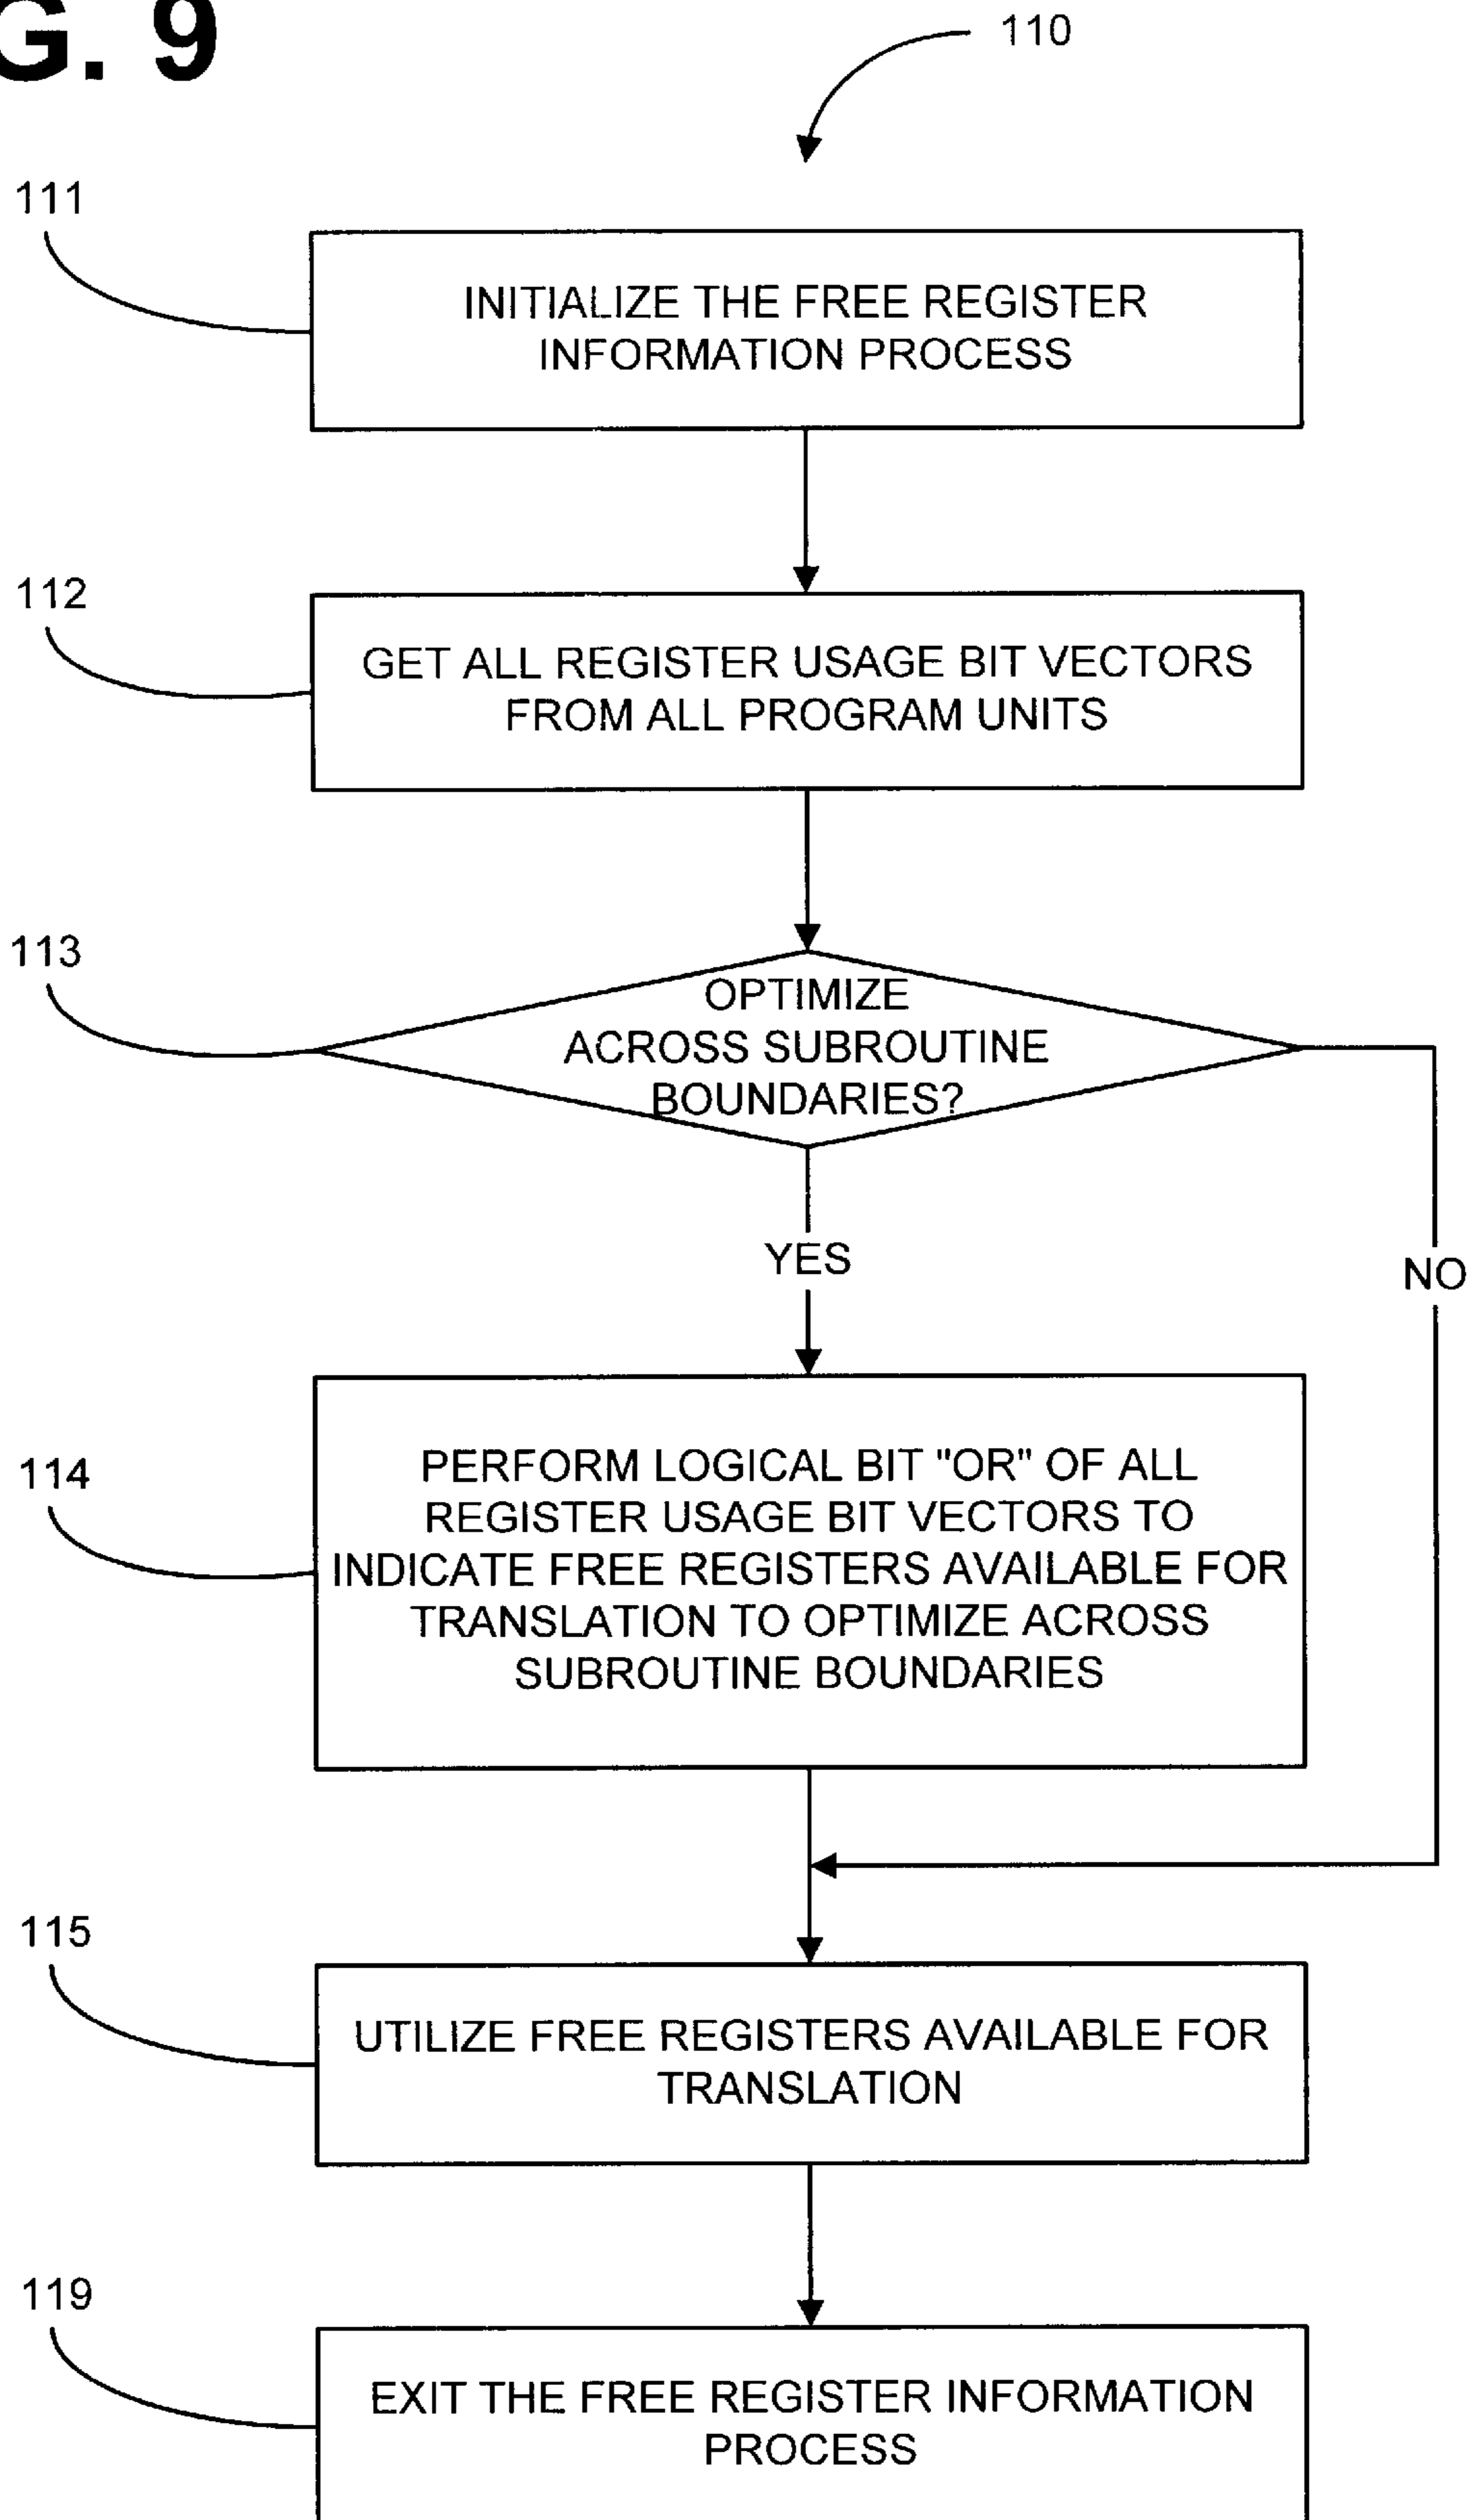 G. 9
110
111
INITIALIZE THE FREE REGISTER
INFORMATION PROCESS
112
GET ALL REGISTER USAGE BIT VECTORS
FROM ALL PROGRAM UNITS
113
OPTIMIZE
ACROSS SUBROUTINE
BOUNDARIES?
YES
NO
114
PERFORM LOGICAL BIT "OR" OF ALL
REGISTER USAGE BIT VECTORS TO
INDICATE FREE REGISTERS AVAILABLE FOR
TRANSLATION TO OPTIMIZE ACROSS
SUBROUTINE BOUNDARIES
115
UTILIZE FREE REGISTERS AVAILABLE FOR
TRANSLATION
119
EXIT THE FREE REGISTER INFORMATION
PROCESS